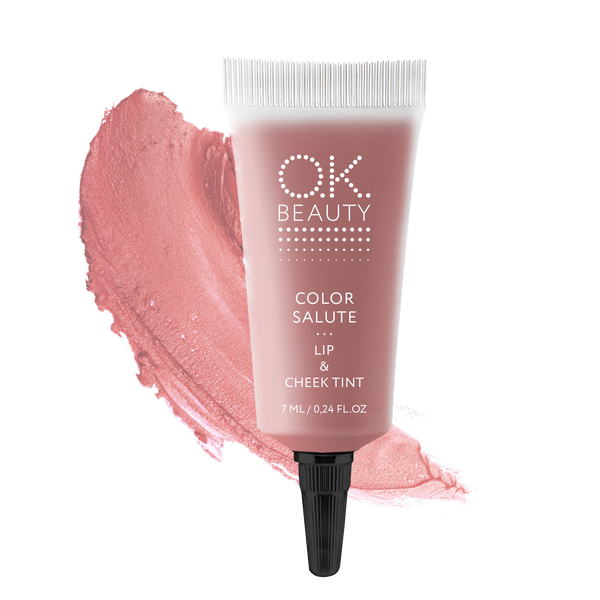 O.K.
BEAUTY
COLOR
SALUTE
...
LIP
&
CHEEK TINT
7 ML / 0,24 FL.OZ